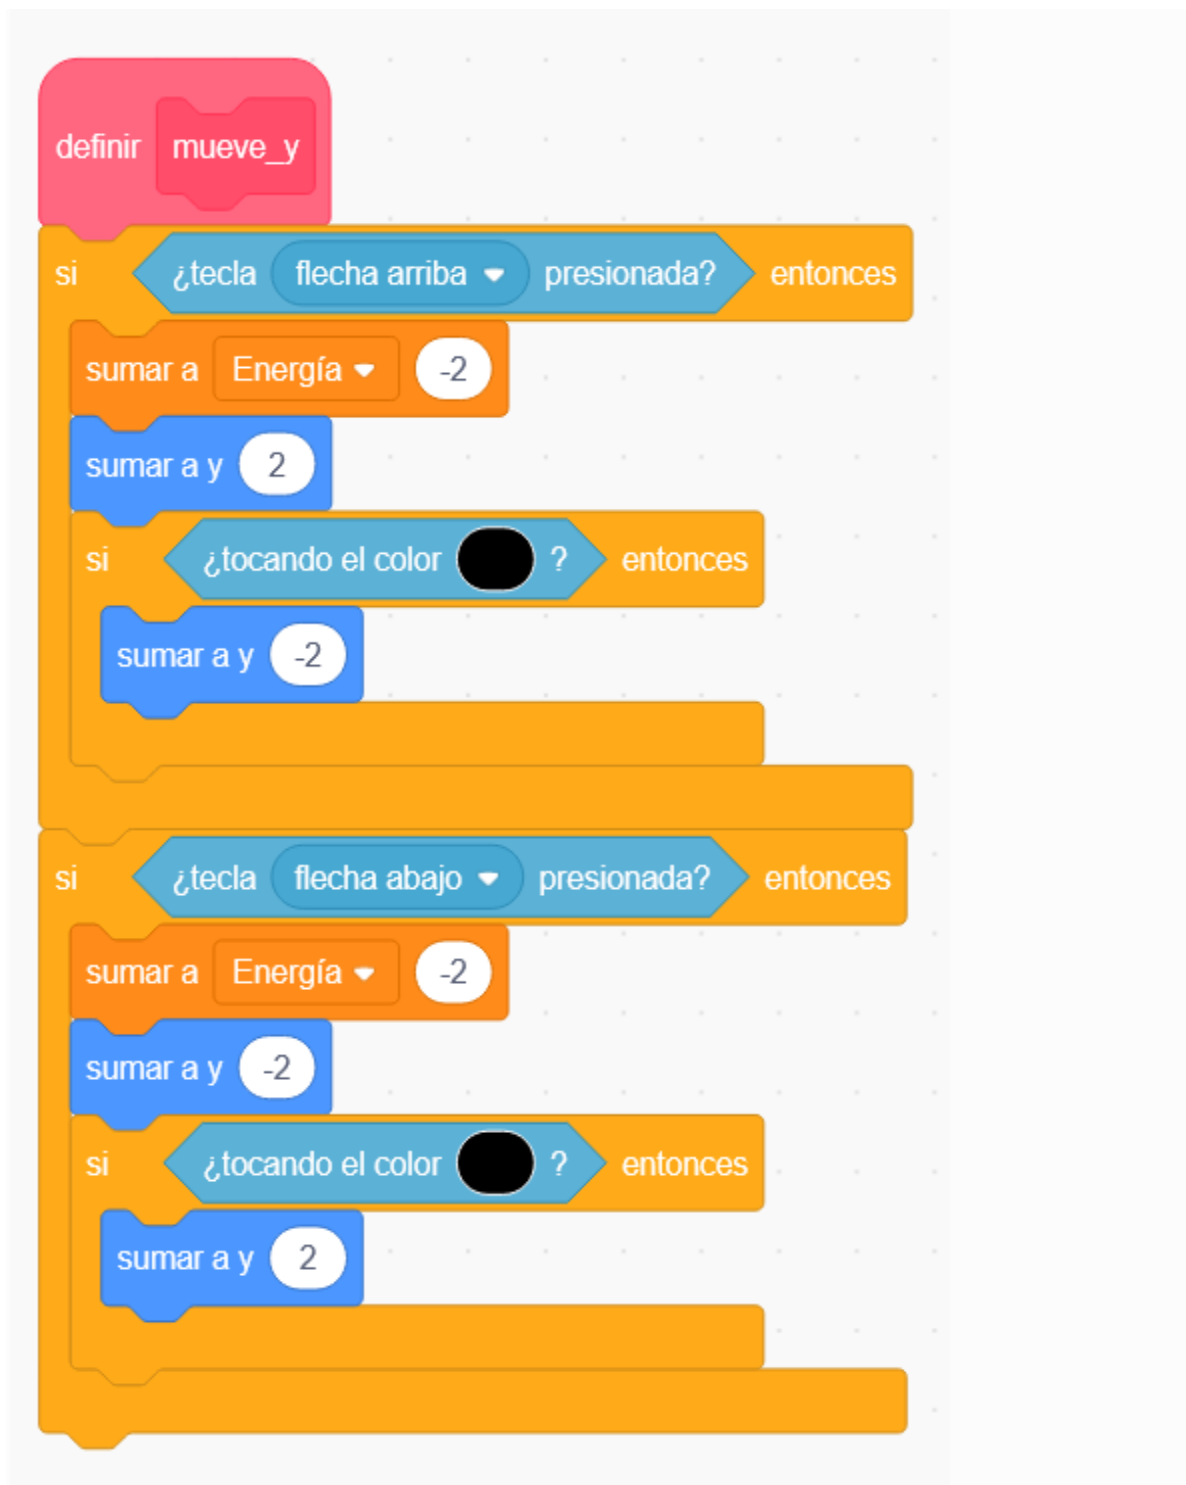 definir mueve_y
si ¿tecla flecha arriba presionada? entonces
sumar a Energía -2
sumar a y 2
si ¿tocando el color ? entonces
sumar a y -2
si ¿tecla flecha abajo presionada? entonces
sumar a Energía -2
sumar a y -2
si ¿tocando el color ? entonces
sumar a y 2